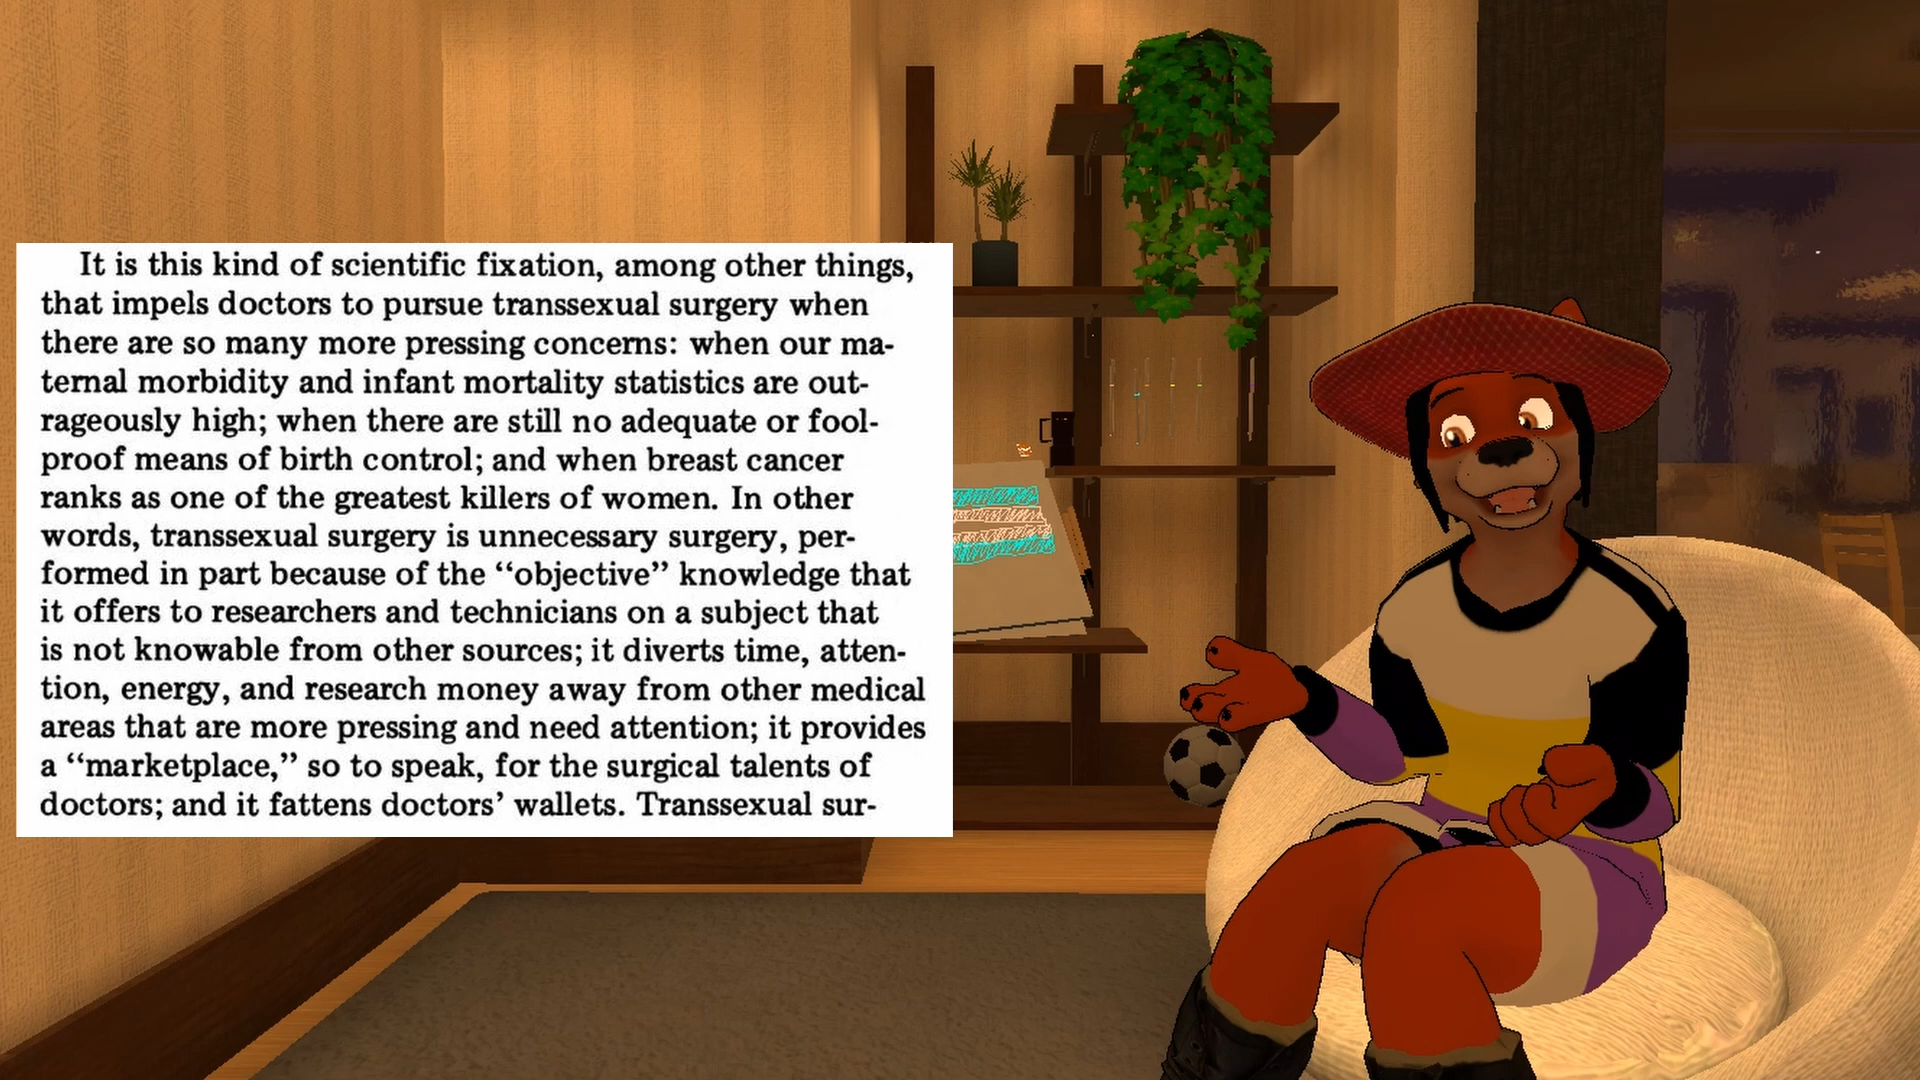 It is this kind of scientific fixation, among other things,
that impels doctors to pursue transsexual surgery when
there are so many more pressing concerns: when our ma-
ternal morbidity and infant mortality statistics are out-
rageously high; when there are still no adequate or fool-
proof means of birth control; and when breast cancer
ranks as one of the greatest killers of women. In other
words, transsexual surgery is unnecessary surgery, per-
formed in part because of the “objective” knowledge that
it offers to researchers and technicians on a subject that
is not knowable from other sources; it diverts time, atten-
tion, energy, and research money away from other medical
areas that are more pressing and need attention; it provides
a “marketplace,” so to speak, for the surgical talents of
doctors; and it fattens doctors’ wallets. Transsexual sur-